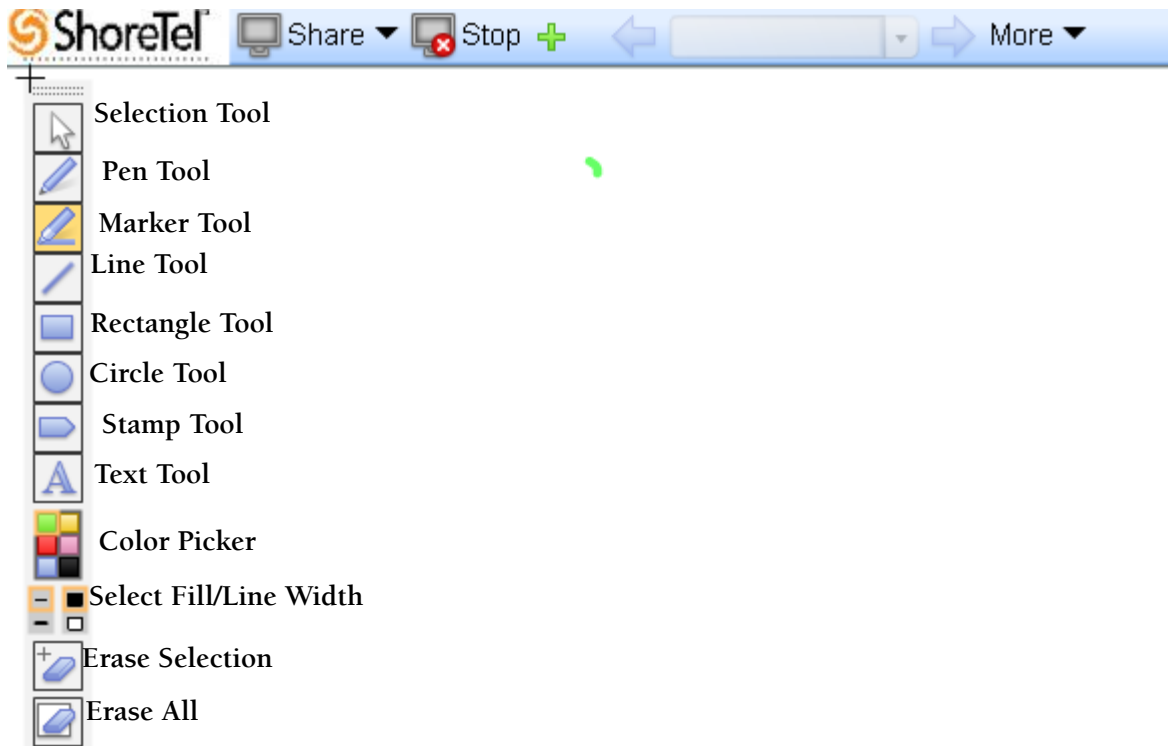 ShoreTel Share Stop More
Selection Tool
Pen Tool
Marker Tool
Line Tool
Rectangle Tool
Circle Tool
Stamp Tool
A Text Tool
Color Picker
Select Fill/Line Width
Erase Selection
Erase All